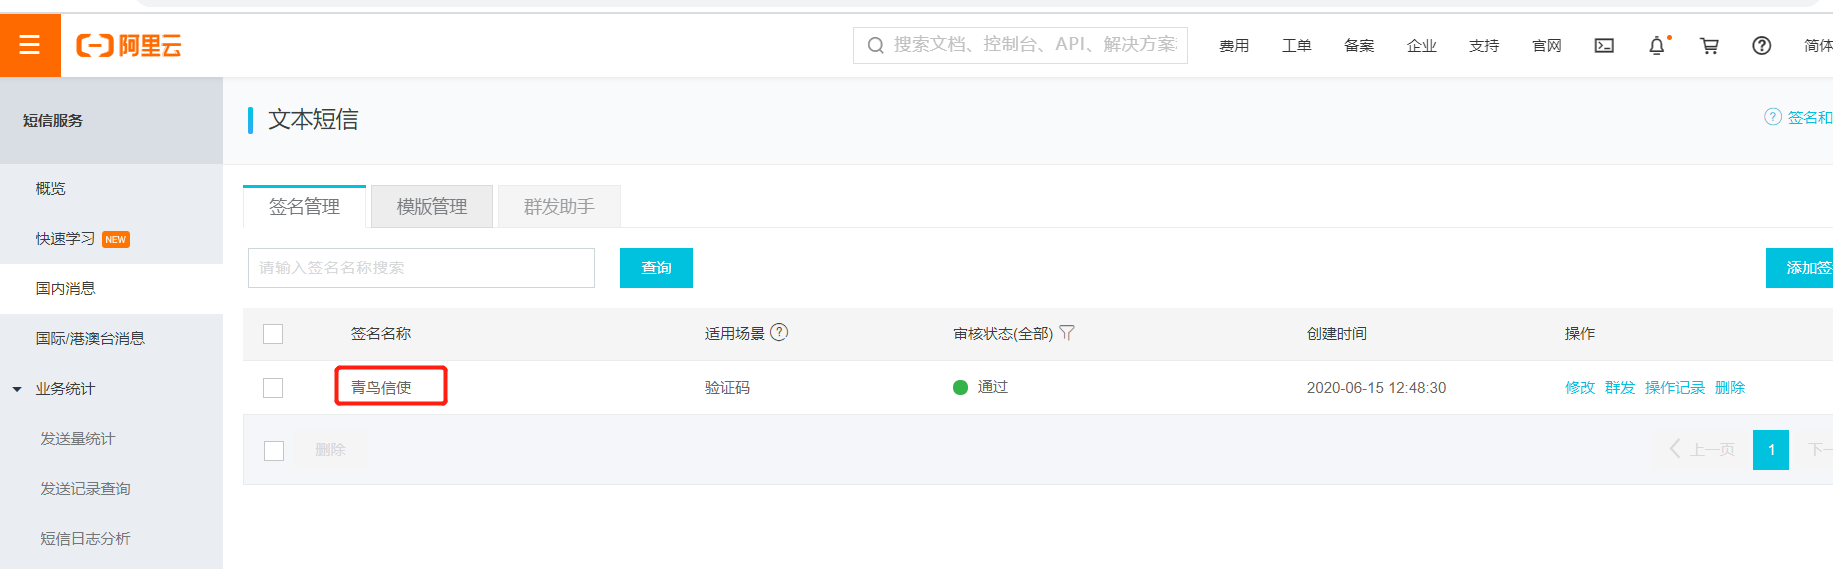 阿里云
搜索文档、控制台、API、解决方案
费用 工单 备案 企业 支持 官网 简体
短信服务
文本短信
签名和
概览
快速学习 NEW
国内消息
国际/港澳台消息
业务统计
发送量统计
发送记录查询
短信日志分析
签名管理 模版管理 群发助手
请输入签名名称搜索 查询 添加签
签名名称 适用场景 审核状态(全部) 创建时间 操作
青鸟信使 验证码 通过 2020-06-15 12:48:30 修改 群发 操作记录 删除
删除 上一页 1 下一